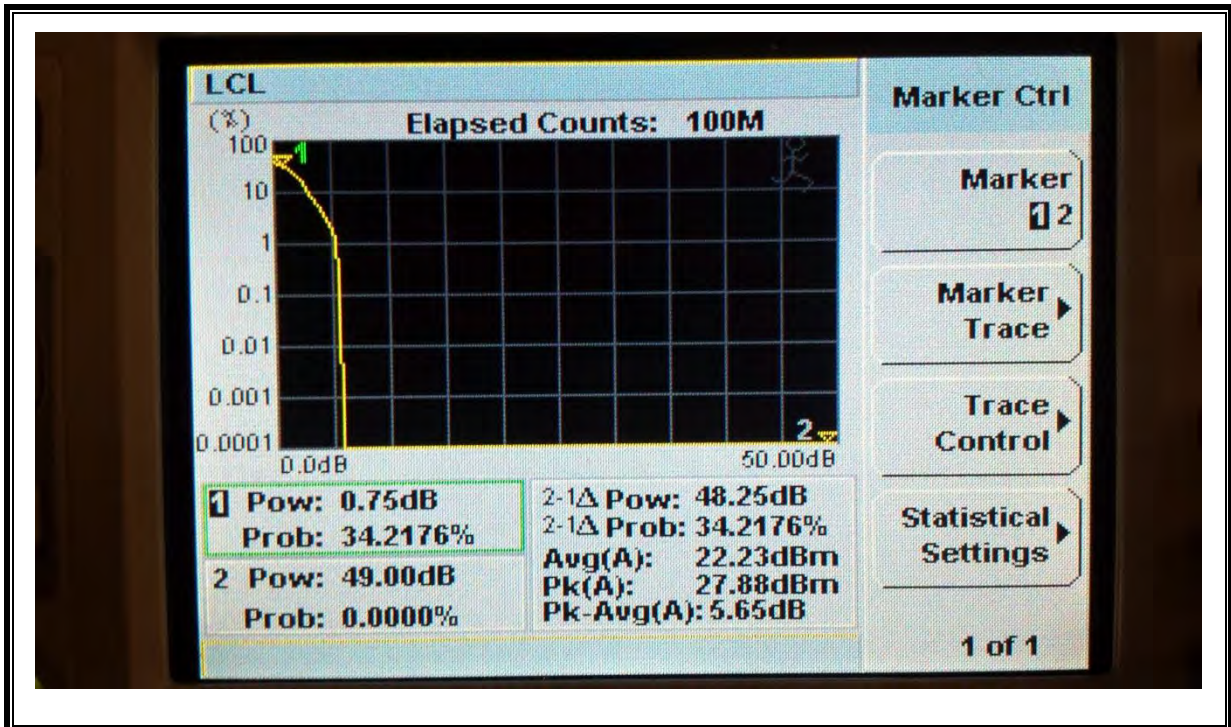 LCL
(%)
Elapsed Counts: 100M
100
10
1
0.1
0.01
0.001
0.0001
1
2
0.0dB
50.00dB
1 Pow: 0.75dB
Prob: 34.2176%
2 Pow: 49.00dB
Prob: 0.0000%
2-1Δ Pow: 48.25dB
2-1Δ Prob: 34.2176%
Avg(A): 22.23dBm
Pk(A): 27.88dBm
Pk-Avg(A): 5.65dB
Marker Ctrl
Marker
1 2
Marker
Trace
Trace
Control
Statistical
Settings
1 of 1